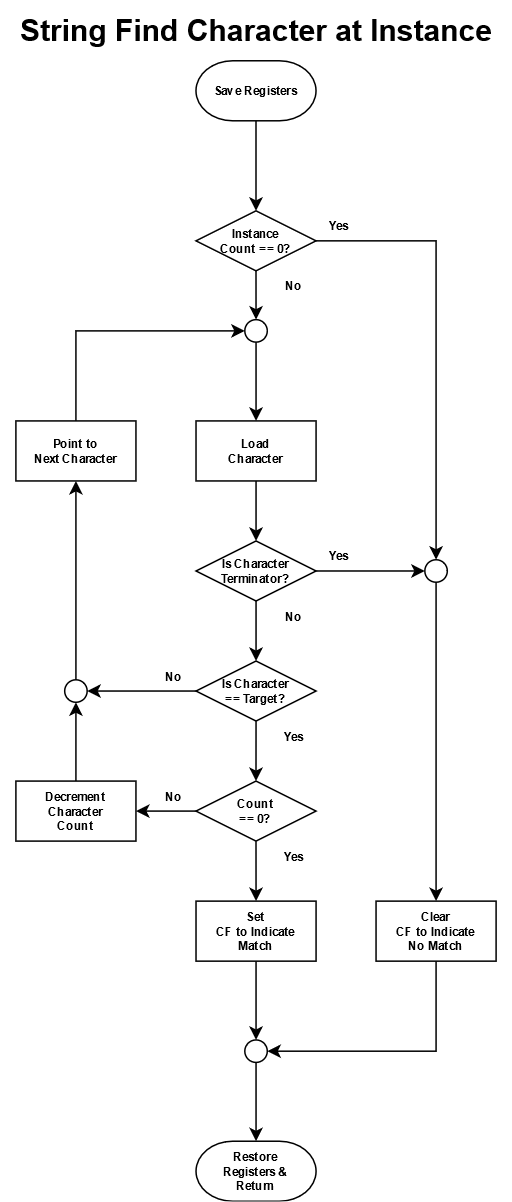 String Find Character at Instance
Save Registers
Instance
Count == 0?
Yes
No
Point to
Next Character
Load
Character
Is Character
Terminator?
Yes
No
Is Character
== Target?
No
Yes
Decrement
Character
Count
No
Count
== 0?
Yes
Set
CF to Indicate
Match
Clear
CF to Indicate
No Match
Restore
Registers &
Return